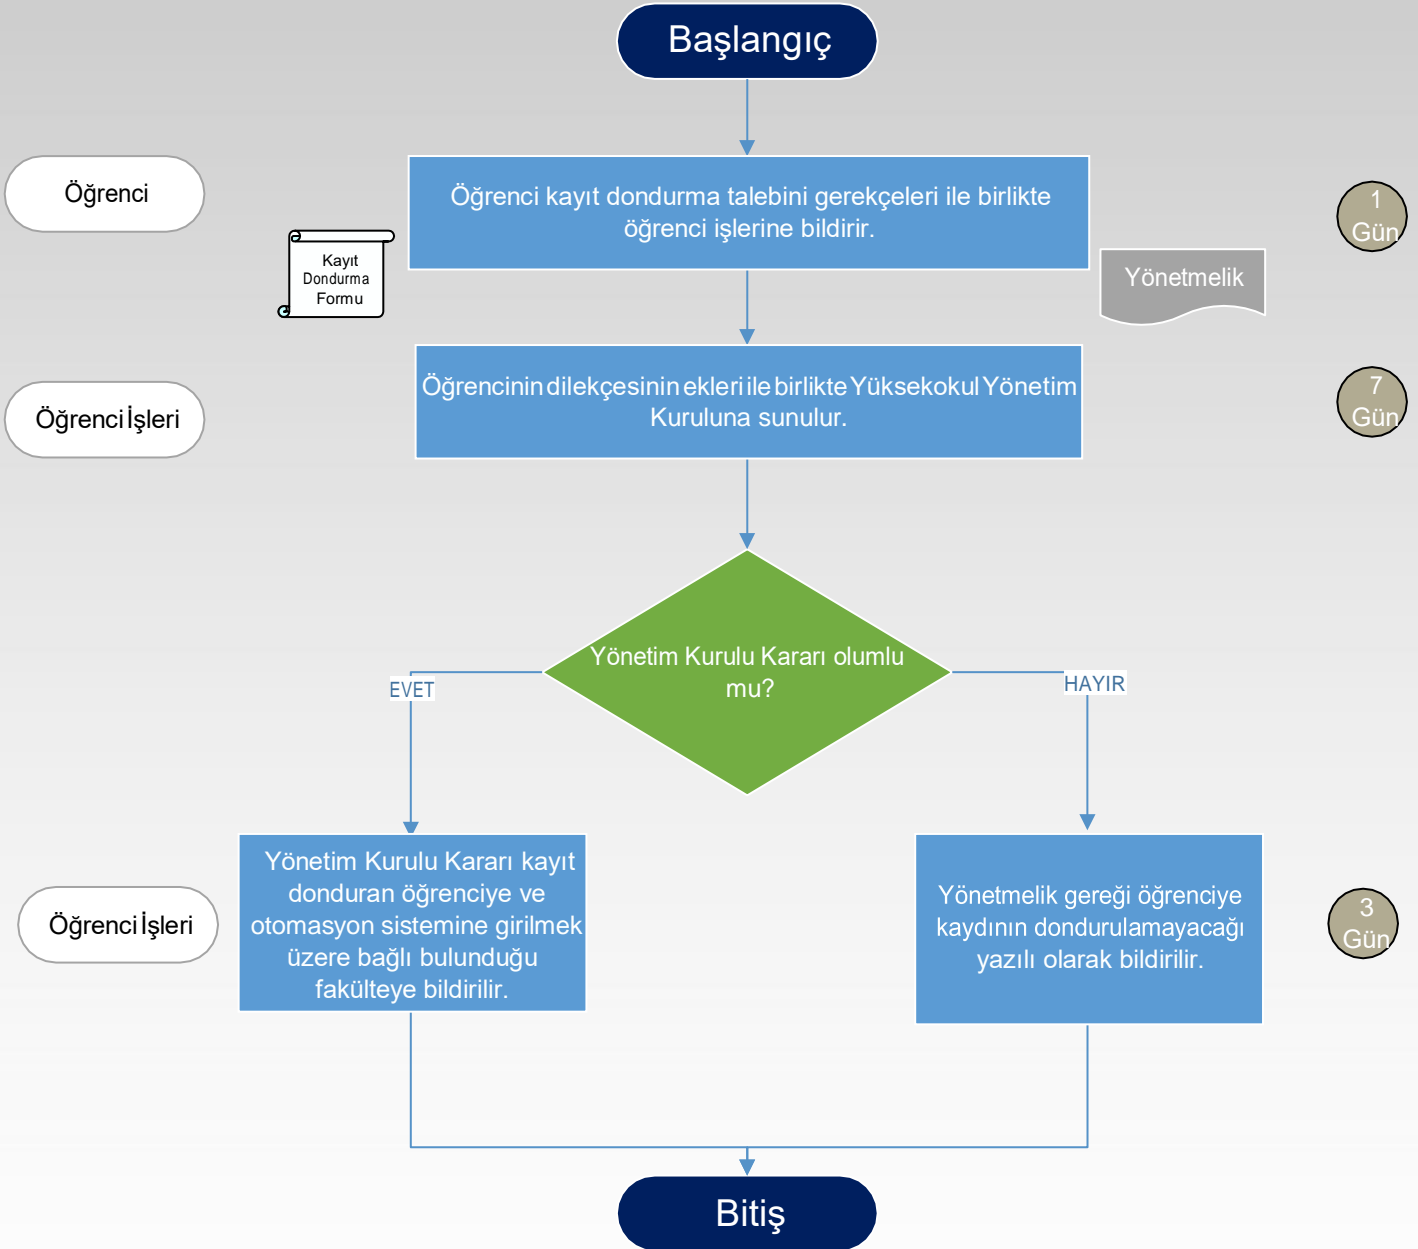 Başlangıç
Öğrenci
Öğrenci kayıt dondurma talebini gerekçeleri ile birlikte
öğrenci işlerine bildirir.
1
Gün
Kayıt
Dondurma
Formu
Yönetmelik
Öğrenci İşleri
Öğrencinin dilekçesinin ekleri ile birlikte Yüksekokul Yönetim
Kuruluna sunulur.
7
Gün
Yönetim Kurulu Kararı olumlu
mu?
EVET
HAYIR
Öğrenci İşleri
Yönetim Kurulu Kararı kayıt
donduran öğrenciye ve
otomasyon sistemine girilmek
üzere bağlı bulunduğu
fakülteye bildirilir.
Yönetmelik gereği öğrenciye
kaydının dondurulamayacağı
yazılı olarak bildirilir.
3
Gün
Bitiş